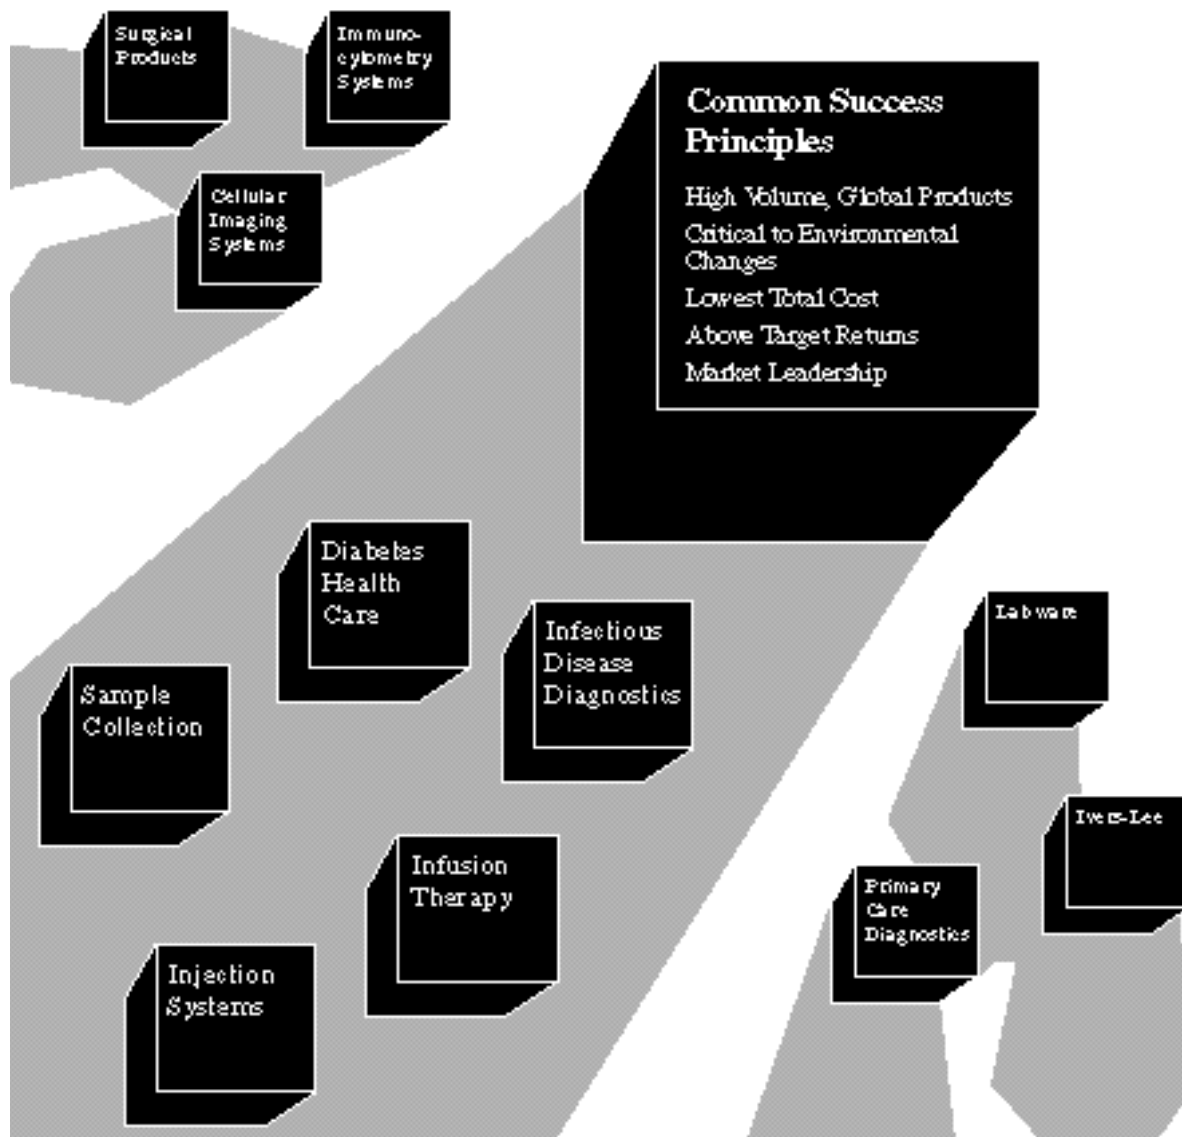 Surgical
Products
Immuno-
cytometry
Systems
Cellular
Imaging
Systems
Common Success
Principles
High Volume, Global Products
Critical to Environmental
Changes
Lowest Total Cost
Above Target Returns
Market Leadership
Diabetes
Health
Care
Infectious
Disease
Diagnostics
Sample
Collection
Labware
Ivers-Lee
Infusion
Therapy
Primary
Care
Diagnostics
Injection
Systems